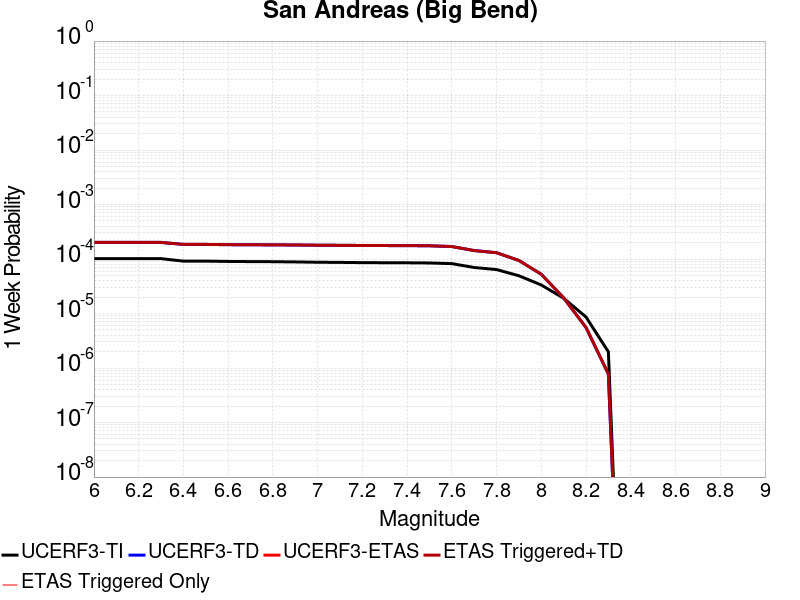 San Andreas (Big Bend)
10^0
10^-1
10^-2
10^-3
10^-4
10^-5
10^-6
10^-7
10^-8
1 Week Probability
6 6.2 6.4 6.6 6.8 7 7.2 7.4 7.6 7.8 8 8.2 8.4 8.6 8.8 9
Magnitude
UCERF3-TI UCERF3-TD UCERF3-ETAS ETAS Triggered+TD
ETAS Triggered Only